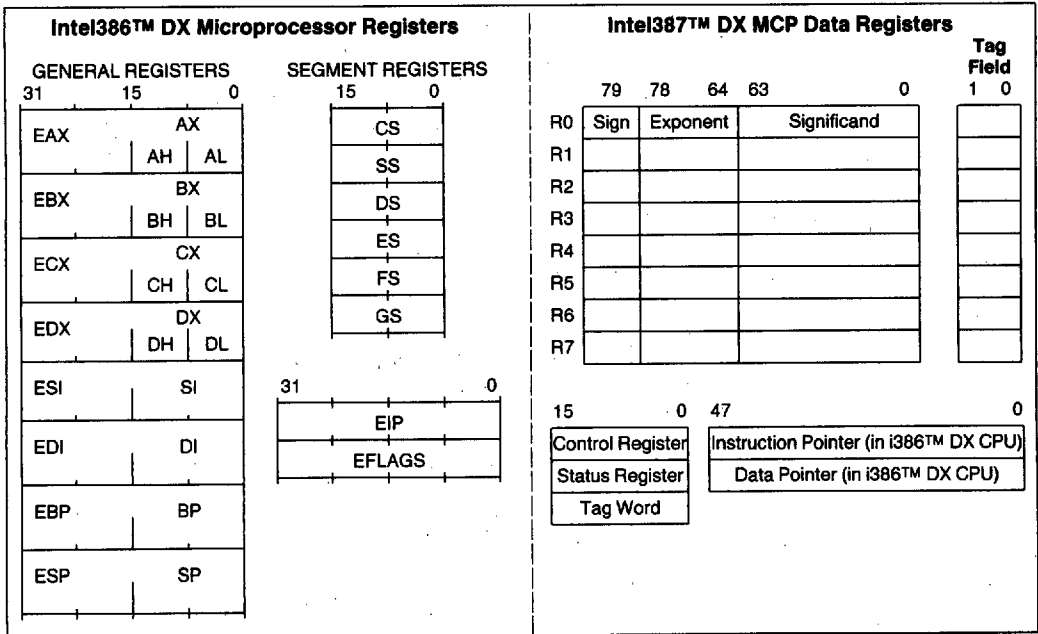 Intel386™ DX Microprocessor Registers
GENERAL REGISTERS
31 15 0
EAX AX
AH AL
EBX BX
BH BL
ECX CX
CH CL
EDX DX
DH DL
ESI SI
EDI DI
EBP BP
ESP SP
SEGMENT REGISTERS
15 0
CS
SS
DS
ES
FS
GS
31 0
EIP
EFLAGS
Intel387™ DX MCP Data Registers
Tag
Field
79 78 64 63 0 1 0
R0 Sign Exponent Significand
R1
R2
R3
R4
R5
R6
R7
15 0 47 0
Control Register Instruction Pointer (in i386™ DX CPU)
Status Register Data Pointer (in i386™ DX CPU)
Tag Word